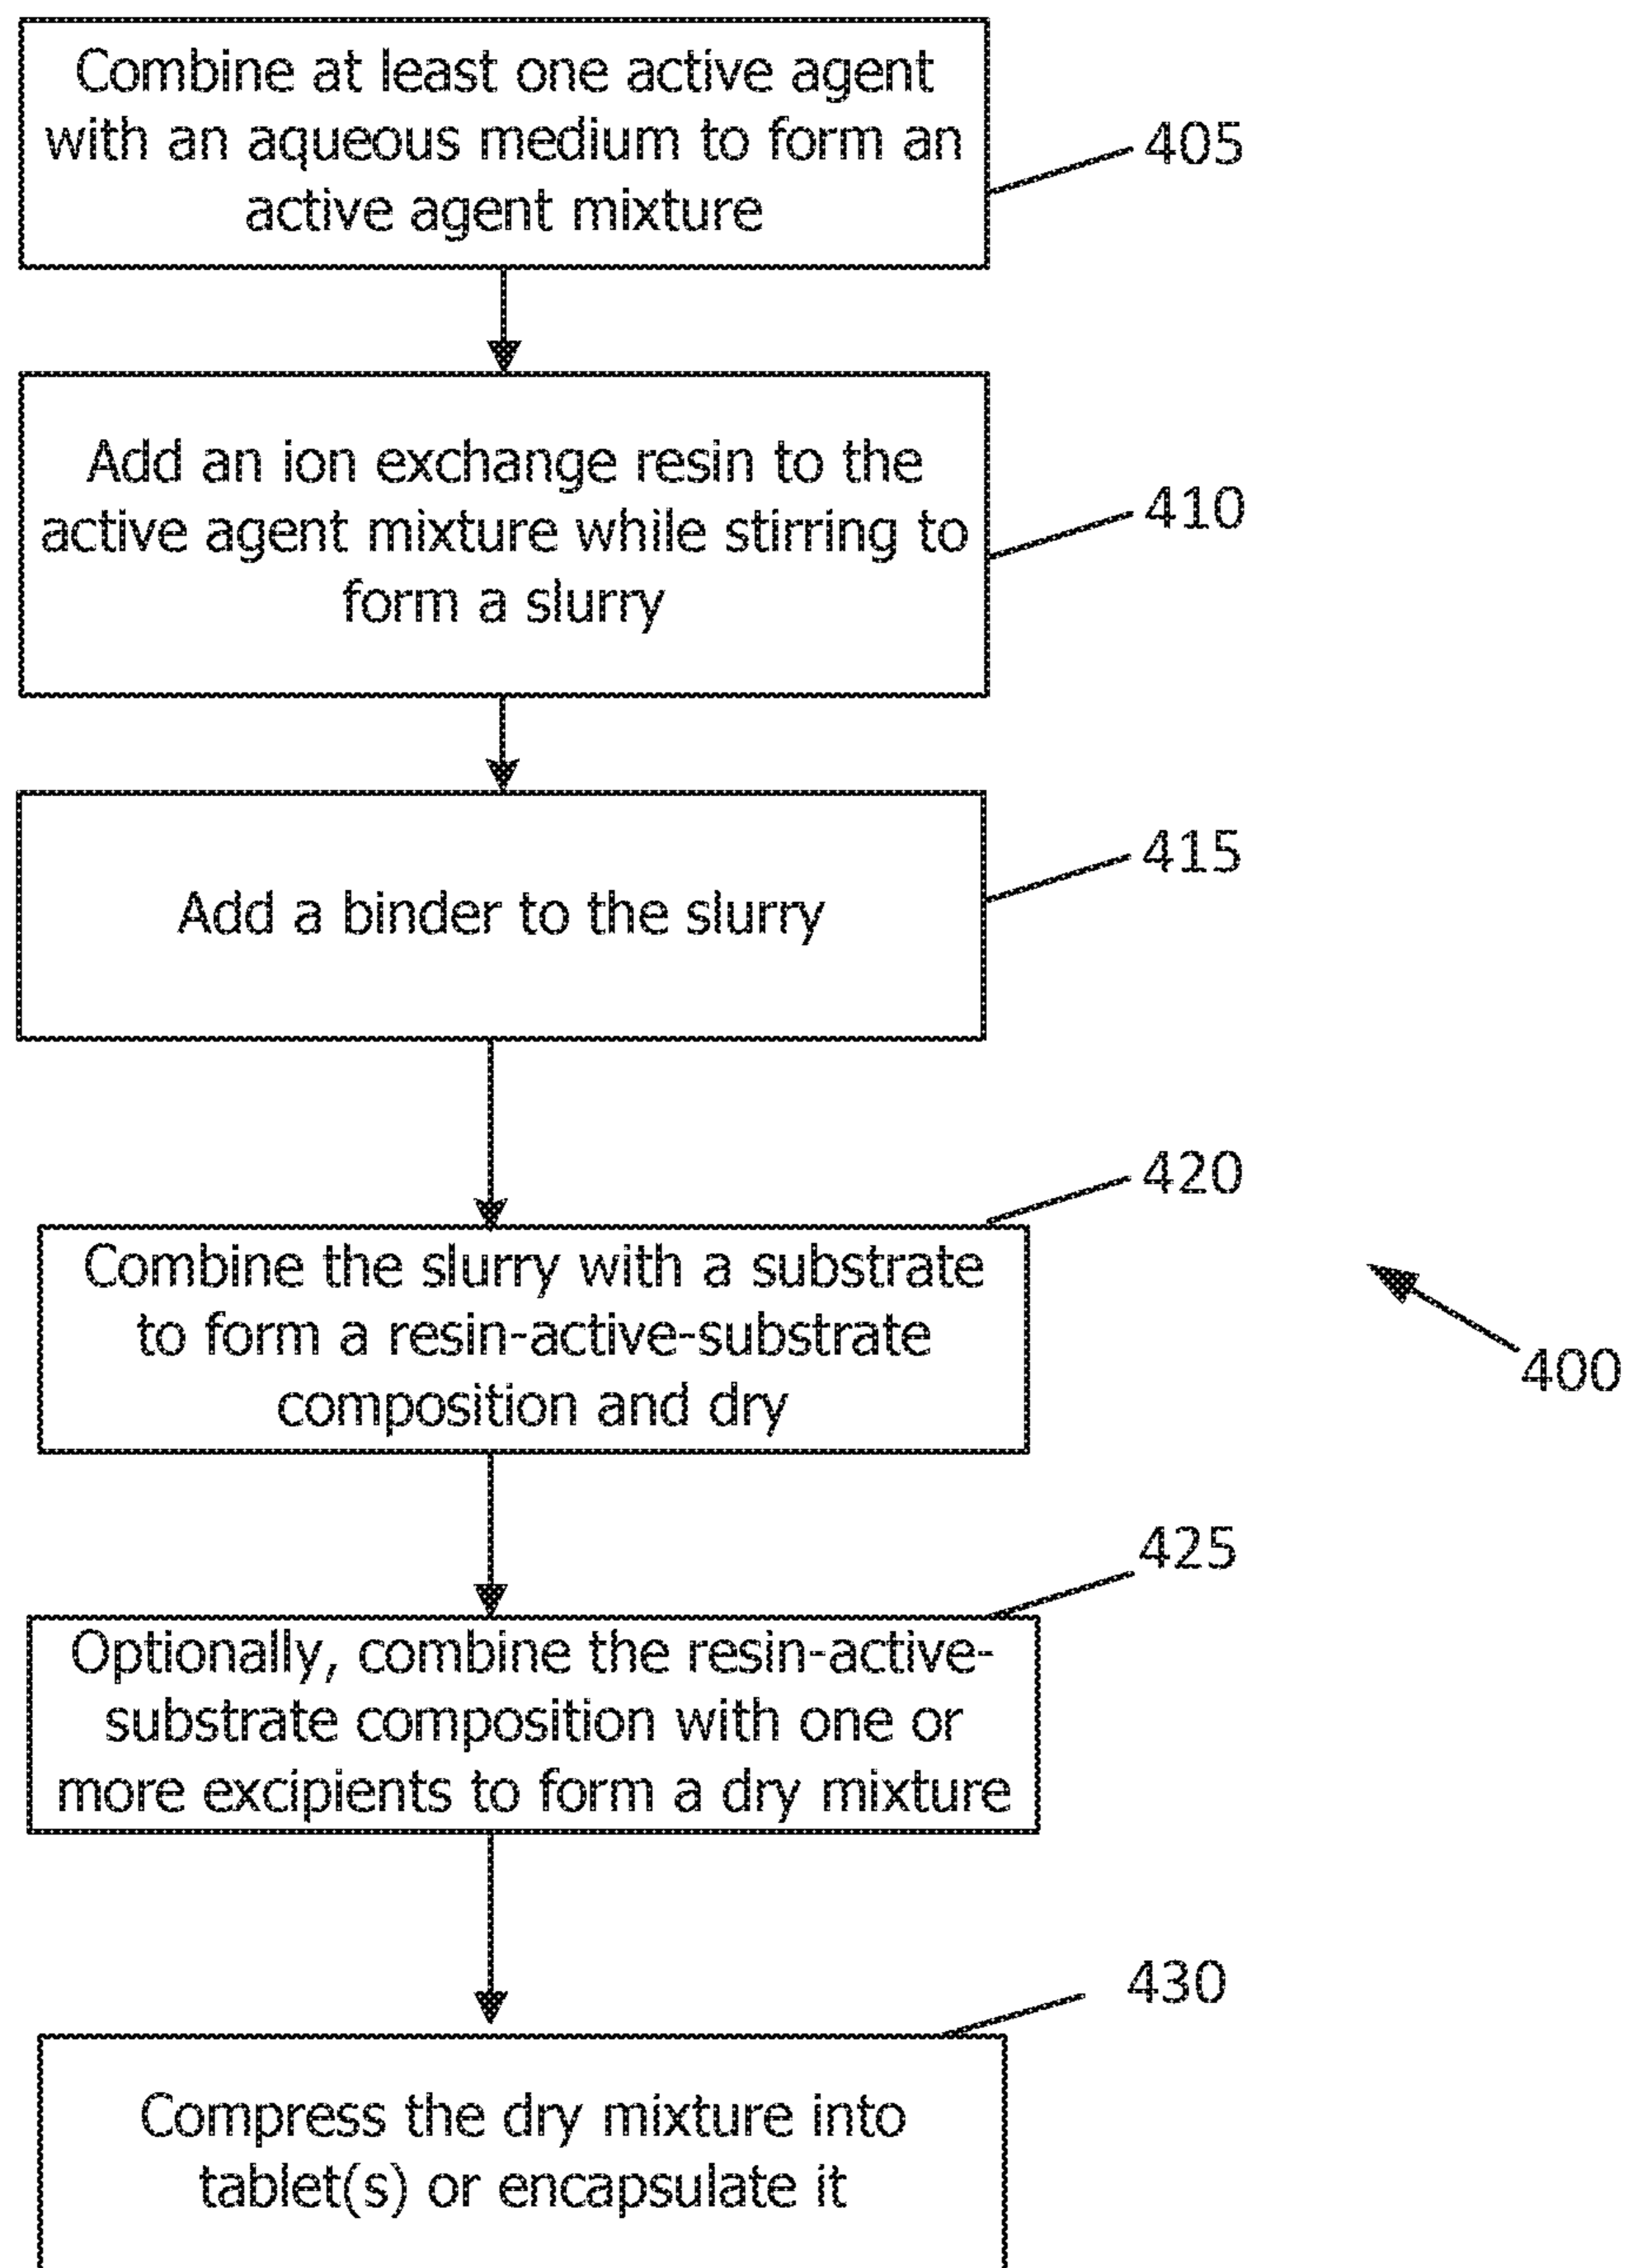 Combine at least one active agent
with an aqueous medium to form an
active agent mixture
405
Add an ion exchange resin to the
active agent mixture while stirring to
form a slurry
410
Add a binder to the slurry
415
420
Combine the slurry with a substrate
to form a resin-active-substrate
composition and dry
400
425
Optionally, combine the resin-active-
substrate composition with one or
more excipients to form a dry mixture
430
Compress the dry mixture into
tablet(s) or encapsulate it